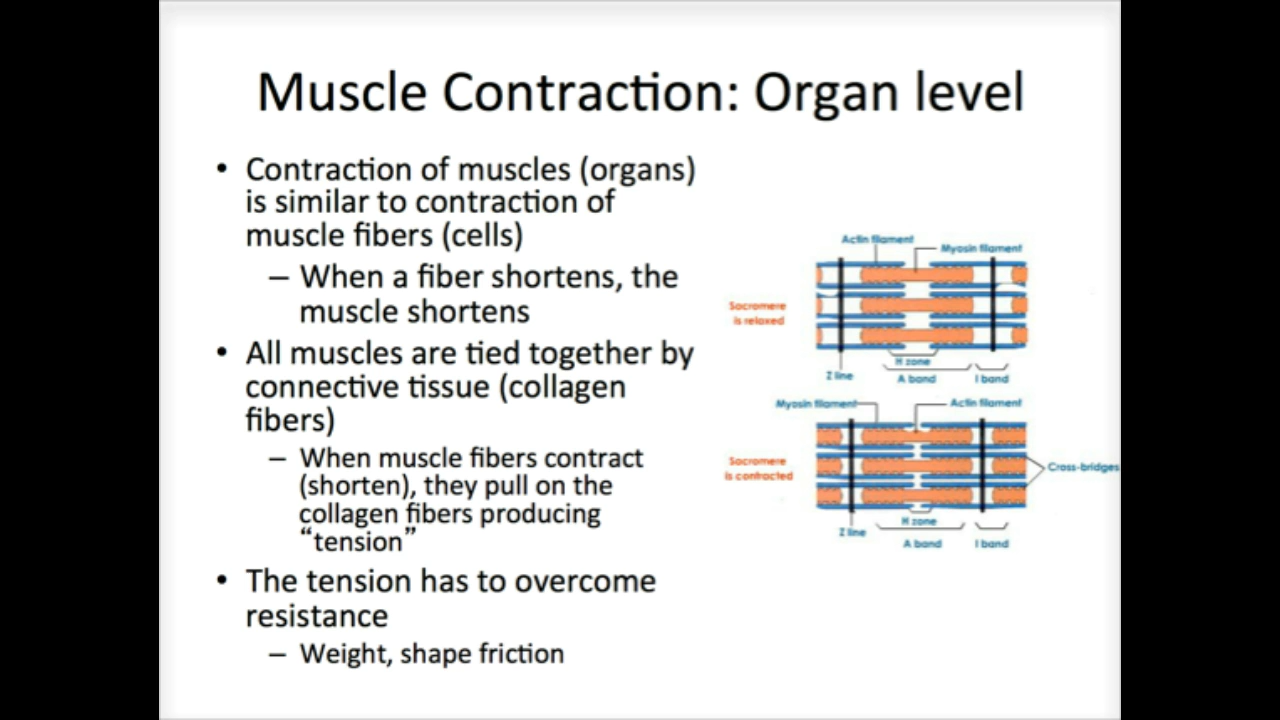 Muscle Contraction: Organ level
• Contraction of muscles (organs)
is similar to contraction of
muscle fibers (cells)
– When a fiber shortens, the
muscle shortens
• All muscles are tied together by
connective tissue (collagen
fibers)
– When muscle fibers contract
(shorten), they pull on the
collagen fibers producing
“tension”
• The tension has to overcome
resistance
– Weight, shape friction
Actin filament
Myosin filament
Sacromere
is relaxed
H zone
Z line
A band
I band
Myosin filament
Actin filament
Sacromere
is contracted
Cross-bridges
H zone
Z line
A band
I band